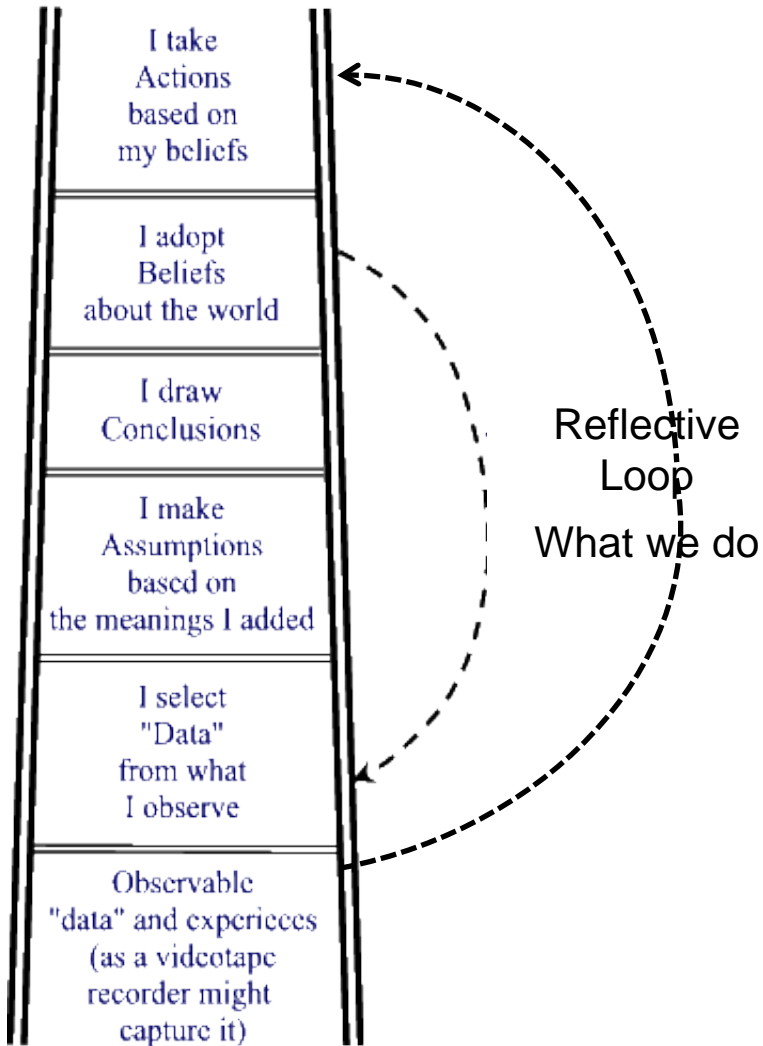 I take
Actions
based on
my beliefs
I adopt
Beliefs
about the world
I draw
Conclusions
I make
Assumptions
based on
the meanings I added
I select
"Data"
from what
I observe
Observable
"data" and experieces
(as a videotape
recorder might
capture it)
Reflective
Loop
What we do